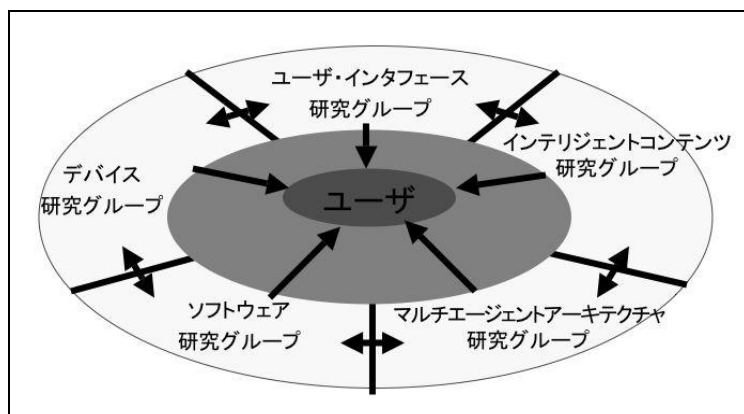 ユーザ・インタフェース
研究グループ
インテリジェントコンテンツ
研究グループ
デバイス
研究グループ
ユーザ
ソフトウェア
研究グループ
マルチエージェントアーキテクチャ
研究グループ